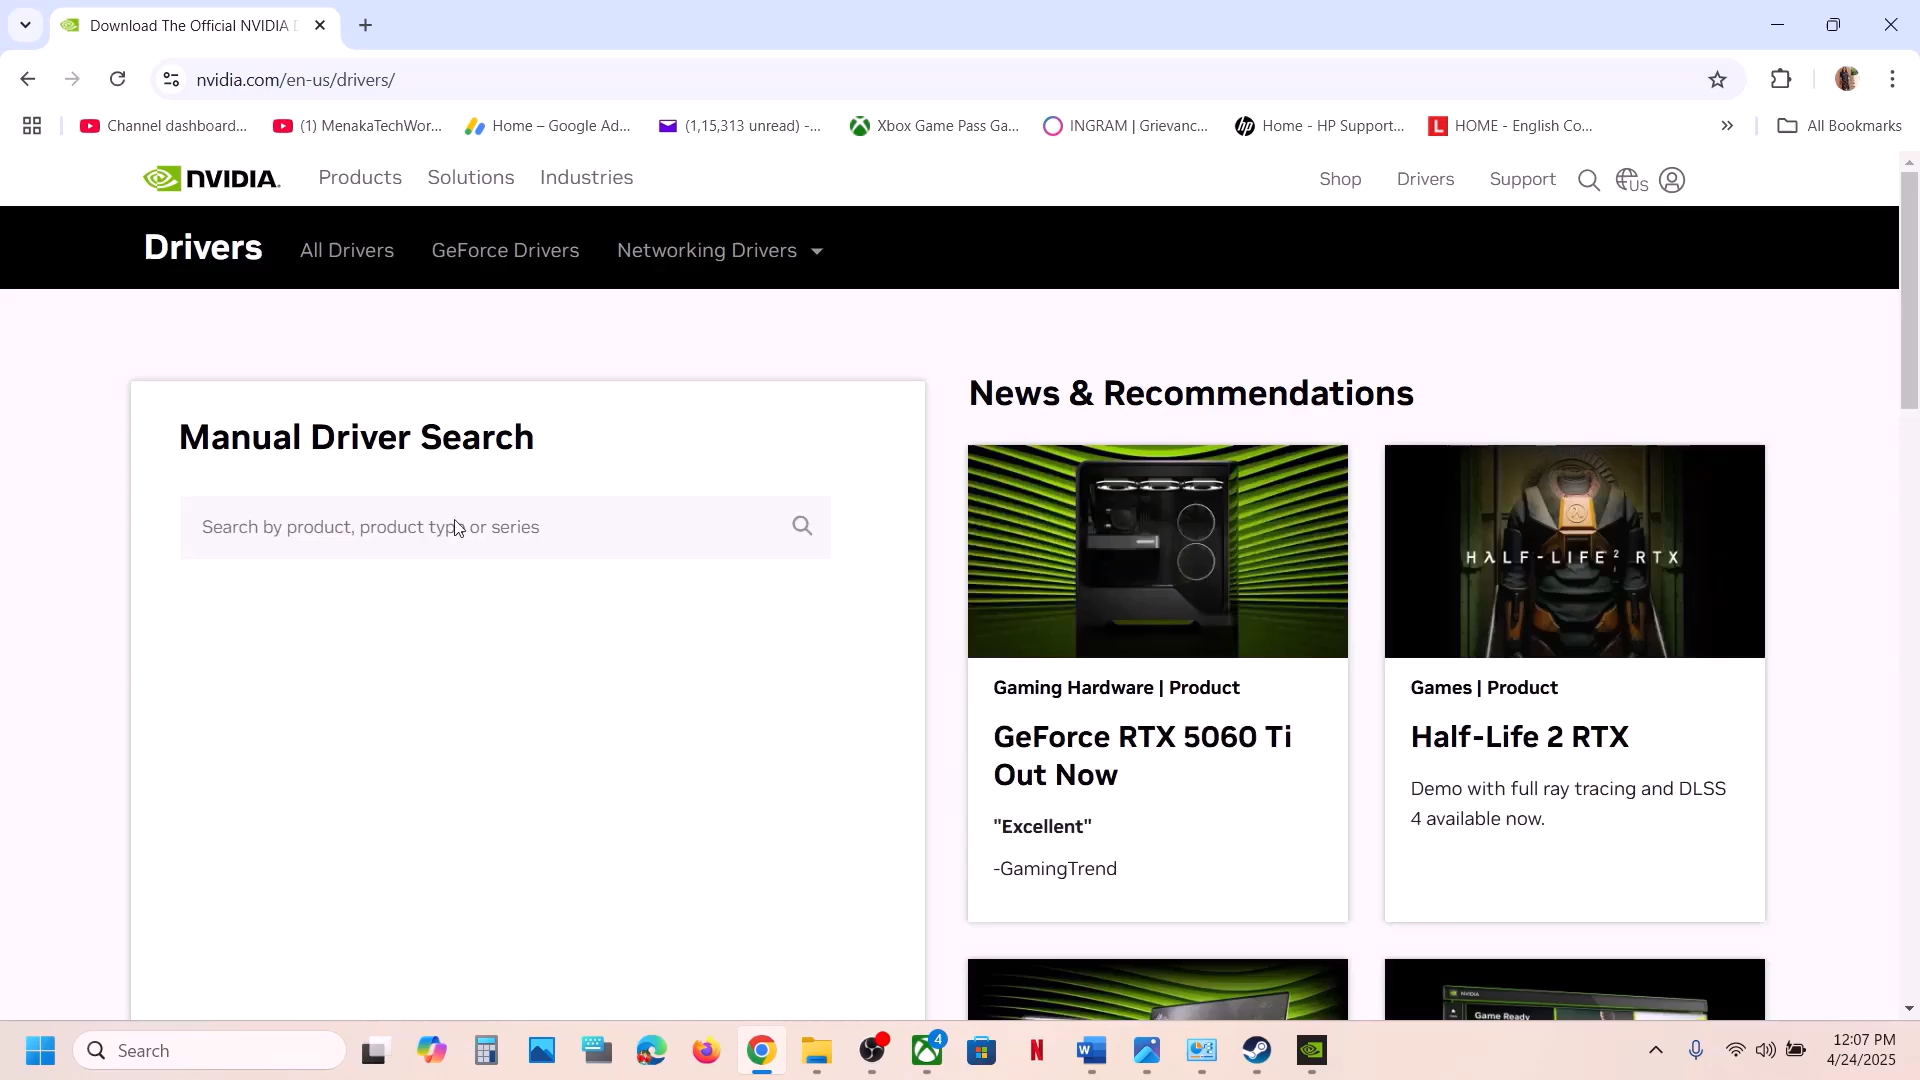 Download The Official NVIDIA D
nvidia.com/en-us/drivers/
Channel dashboard...
(1) MenakaTechWor...
Home – Google Ad...
(1,15,313 unread) -...
Xbox Game Pass Ga...
INGRAM | Grievanc...
Home - HP Support...
HOME - English Co...
All Bookmarks
NVIDIA.
Products
Solutions
Industries
Shop
Drivers
Support
US
Drivers
All Drivers
GeForce Drivers
Networking Drivers
Manual Driver Search
Search by product, product type or series
News & Recommendations
HALF-LIFE² RTX
Gaming Hardware | Product
GeForce RTX 5060 Ti
Out Now
"Excellent"
-GamingTrend
Games | Product
Half-Life 2 RTX
Demo with full ray tracing and DLSS
4 available now.
NVIDIA
Game Ready
Search
4
12:07 PM
4/24/2025